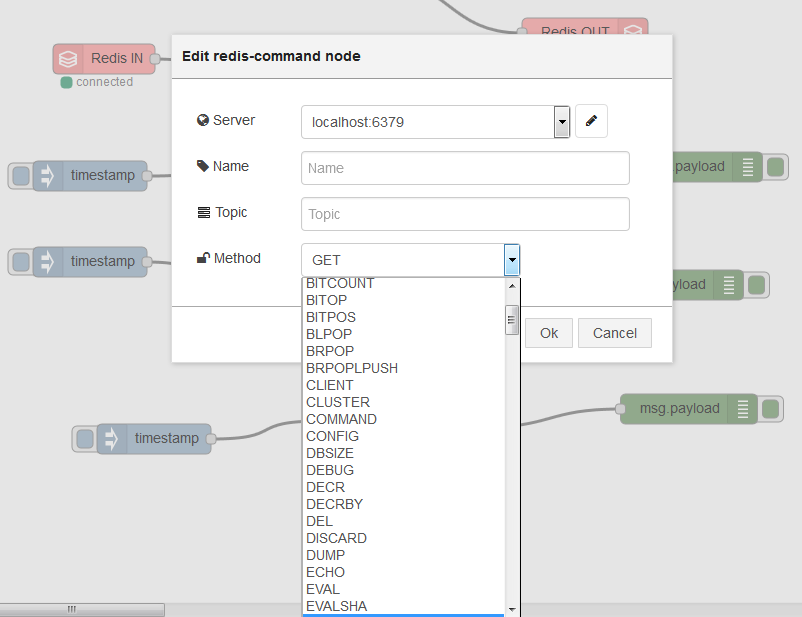 Redis OUT
Redis IN
connected
Edit redis-command node
Server
localhost:6379
Name
Name
Topic
Topic
Method
GET
BITCOUNT
BITOP
BITPOS
BLPOP
BRPOP
BRPOPLPUSH
CLIENT
CLUSTER
COMMAND
CONFIG
DBSIZE
DEBUG
DECR
DECRBY
DEL
DISCARD
DUMP
ECHO
EVAL
EVALSHA
Ok
Cancel
timestamp
timestamp
timestamp
payload
yload
msg.payload